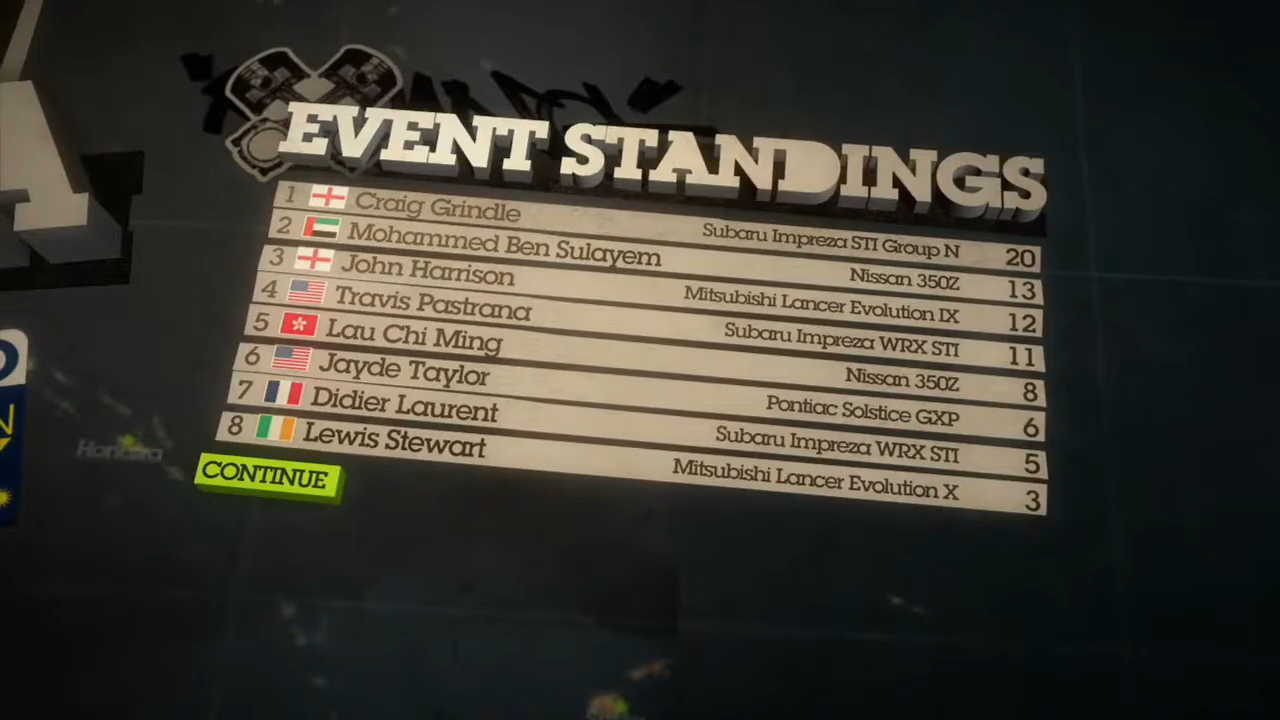 EVENT STANDINGS
1 Craig Grindle Subaru Impreza STI Group N 20
2 Mohammed Ben Sulayem Nissan 350Z 13
3 John Harrison Mitsubishi Lancer Evolution IX 12
4 Travis Pastrana Subaru Impreza WRX STI 11
5 Lau Chi Ming Nissan 350Z 8
6 Jayde Taylor Pontiac Solstice GXP 6
7 Didier Laurent Subaru Impreza WRX STI 5
8 Lewis Stewart Mitsubishi Lancer Evolution X 3
CONTINUE